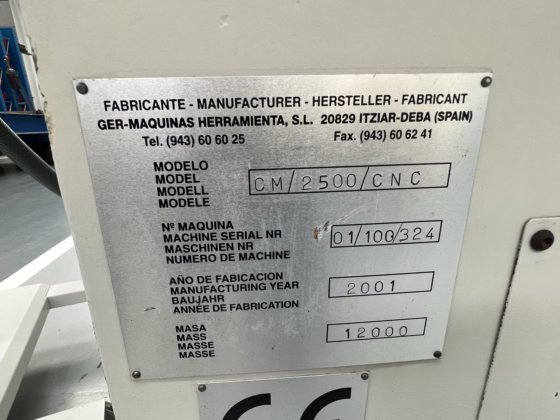 FABRICANTE - MANUFACTURER - HERSTELLER - FABRICANT
GER-MAQUINAS HERRAMIENTA, S.L. 20829 ITZIAR-DEBA (SPAIN)
Tel. (943) 60 60 25 Fax. (943) 60 62 41
MODELO
MODEL
MODELL
MODELE
CM/2500/CNC
Nº MAQUINA
MACHINE SERIAL NR
MASCHINEN NR
NUMERO DE MACHINE
01/100/324
AÑO DE FABICACION
MANUFACTURING YEAR
BAUJAHR
ANNÉE DE FABRICATION
2001
MASA
MASS
MASSE
MASSE
12000
CE